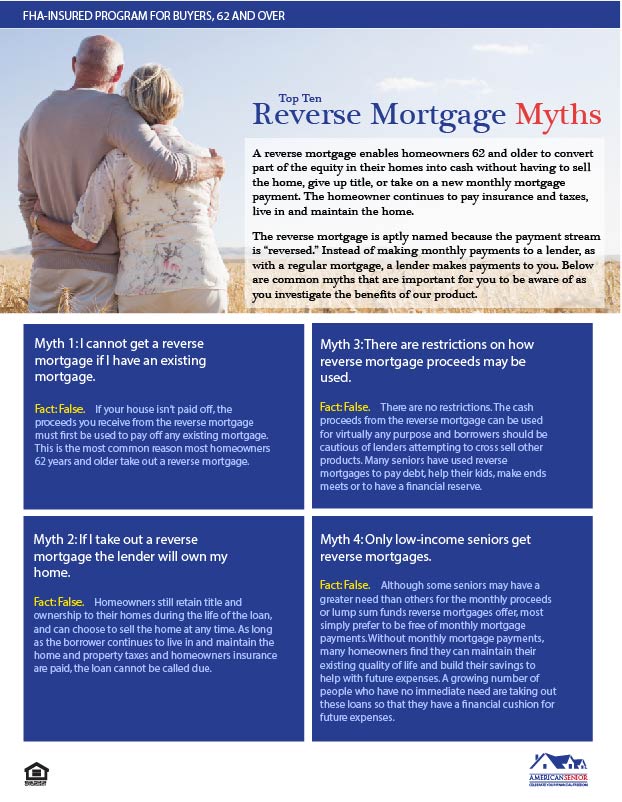 FHA-INSURED PROGRAM FOR BUYERS, 62 AND OVER
Top Ten
Reverse Mortgage Myths
A reverse mortgage enables homeowners 62 and older to convert
part of the equity in their homes into cash without having to sell
the home, give up title, or take on a new monthly mortgage
payment. The homeowner continues to pay insurance and taxes,
live in and maintain the home.
The reverse mortgage is aptly named because the payment stream
is “reversed.” Instead of making monthly payments to a lender, as
with a regular mortgage, a lender makes payments to you. Below
are common myths that are important for you to be aware of as
you investigate the benefits of our product.
Myth 1: I cannot get a reverse
mortgage if I have an existing
mortgage.
Fact: False. If your house isn’t paid off, the
proceeds you receive from the reverse mortgage
must first be used to pay off any existing mortgage.
This is the most common reason most homeowners
62 years and older take out a reverse mortgage.
Myth 2: If I take out a reverse
mortgage the lender will own my
home.
Fact: False. Homeowners still retain title and
ownership to their homes during the life of the loan,
and can choose to sell the home at any time. As long
as the borrower continues to live in and maintain the
home and property taxes and homeowners insurance
are paid, the loan cannot be called due.
Myth 3: There are restrictions on how
reverse mortgage proceeds may be
used.
Fact: False. There are no restrictions. The cash
proceeds from the reverse mortgage can be used
for virtually any purpose and borrowers should be
cautious of lenders attempting to cross sell other
products. Many seniors have used reverse
mortgages to pay debt, help their kids, make ends
meets or to have a financial reserve.
Myth 4: Only low-income seniors get
reverse mortgages.
Fact: False. Although some seniors may have a
greater need than others for the monthly proceeds
or lump sum funds reverse mortgages offer, most
simply prefer to be free of monthly mortgage
payments. Without monthly mortgage payments,
many homeowners find they can maintain their
existing quality of life and build their savings to
help with future expenses. A growing number of
people who have no immediate need are taking out
these loans so that they have a financial cushion for
future expenses.
AMERICANSENIOR
CELEBRATE YOUR FINANCIAL FREEDOM